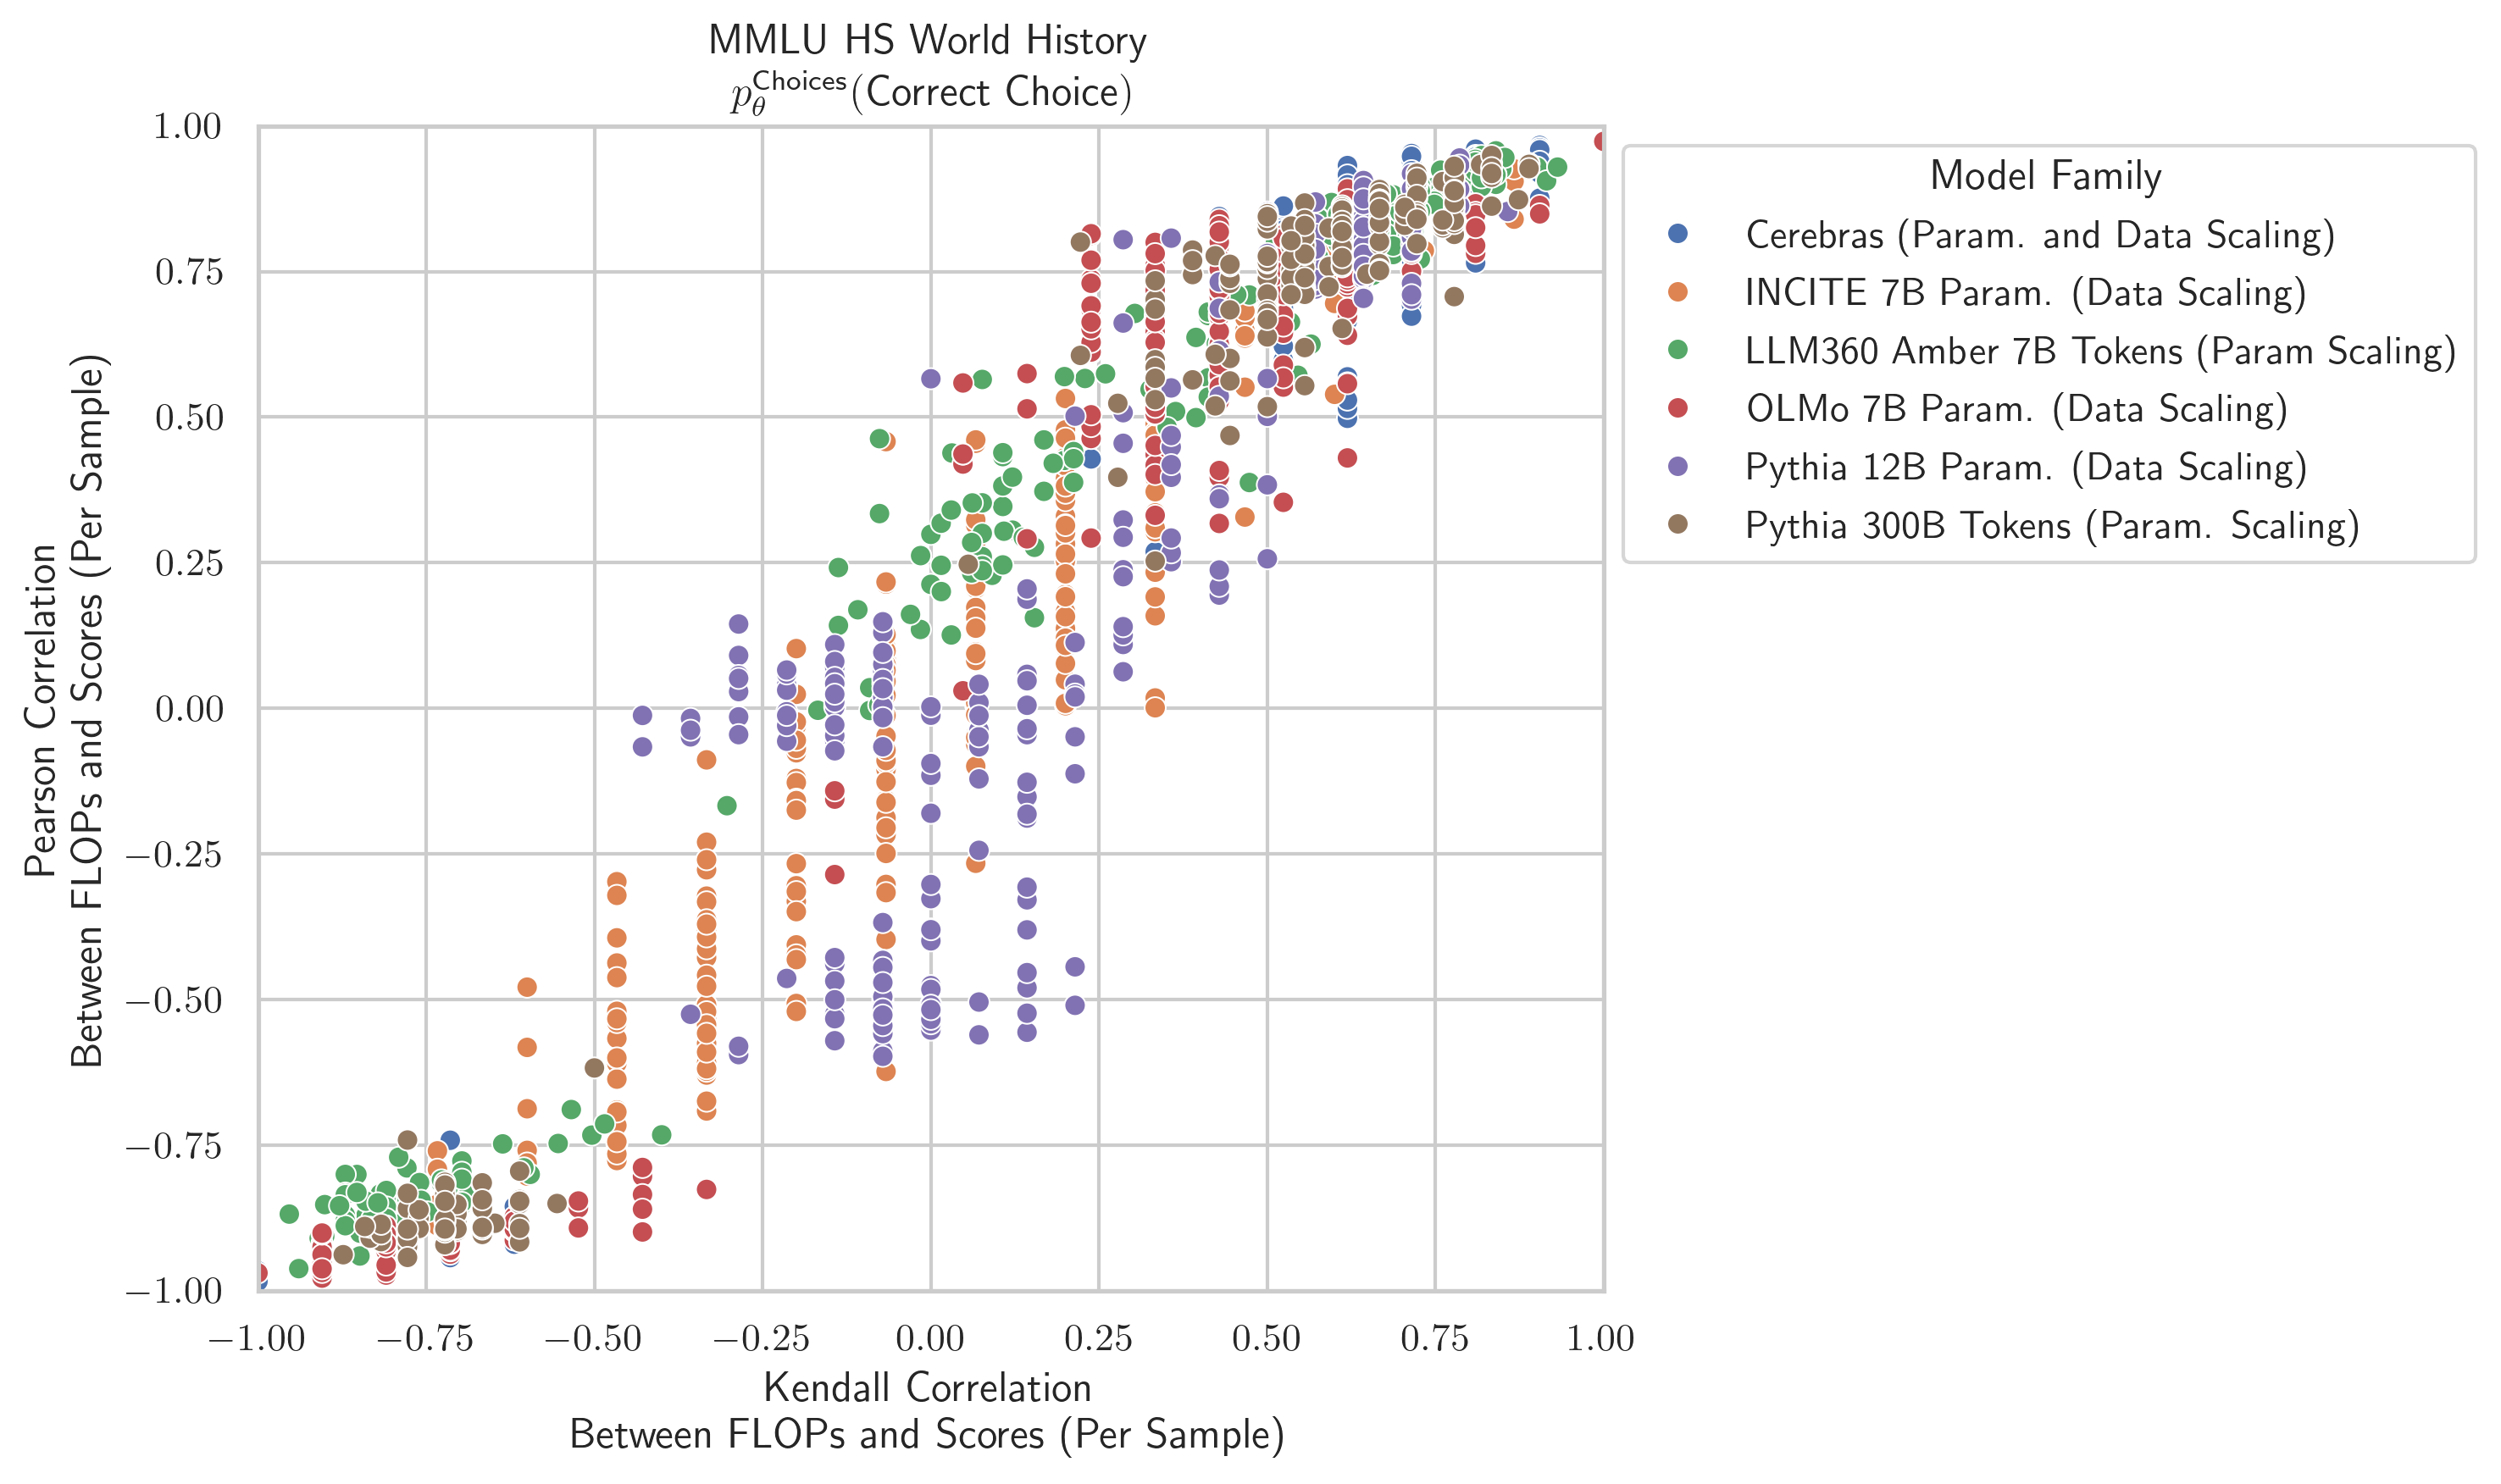 MMLU HS World History
p_θ^Choices(Correct Choice)
1.00
0.75
0.50
0.25
0.00
−0.25
−0.50
−0.75
−1.00
Pearson Correlation
Between FLOPs and Scores (Per Sample)
−1.00 −0.75 −0.50 −0.25 0.00 0.25 0.50 0.75 1.00
Kendall Correlation
Between FLOPs and Scores (Per Sample)
Model Family
Cerebras (Param. and Data Scaling)
INCITE 7B Param. (Data Scaling)
LLM360 Amber 7B Tokens (Param Scaling)
OLMo 7B Param. (Data Scaling)
Pythia 12B Param. (Data Scaling)
Pythia 300B Tokens (Param. Scaling)